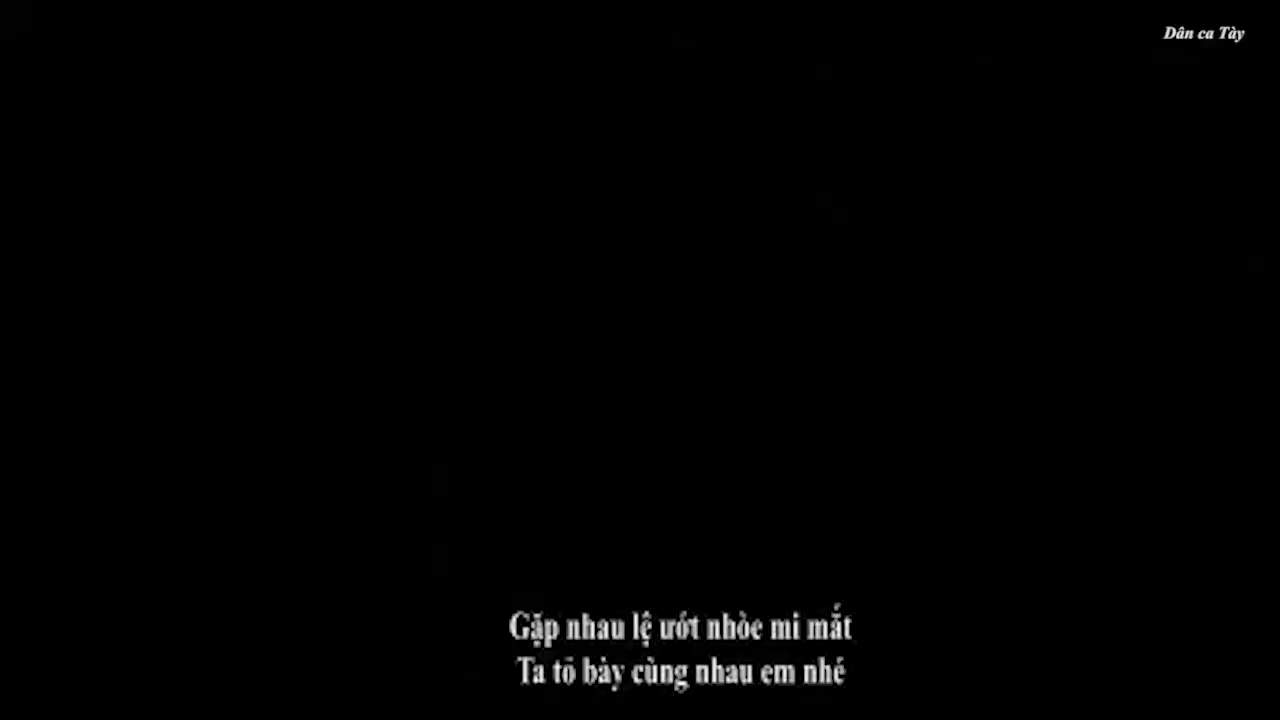 Dân ca Tày
Gặp nhau lệ ướt nhòe mi mắt
Ta tỏ bày cùng nhau em nhé